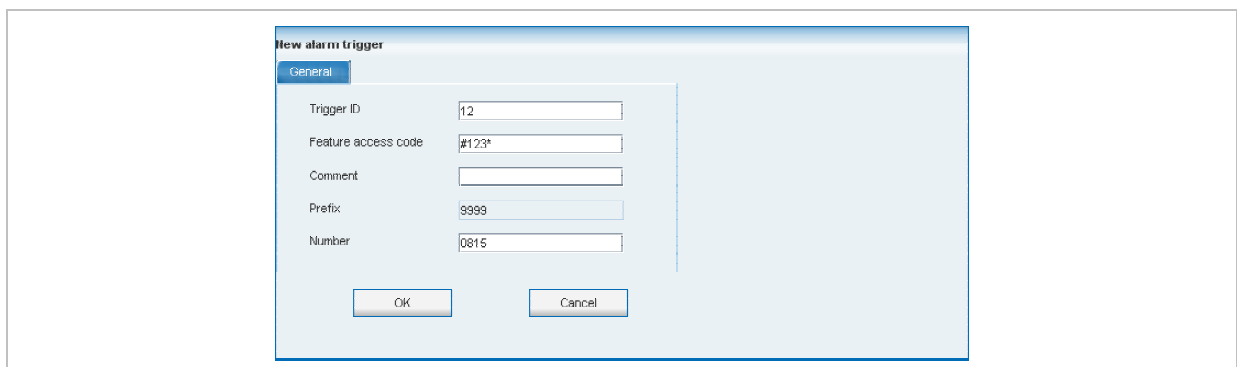 New alarm trigger
General
Trigger ID 12
Feature access code #123*
Comment
Prefix 9999
Number 0815
OK Cancel